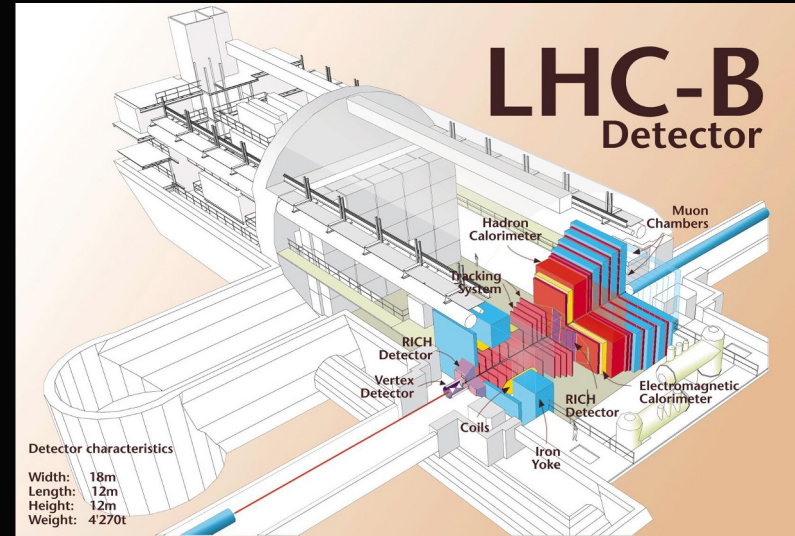 LHC-B
Detector
Muon
Chambers
Hadron
Calorimeter
Tracking
System
RICH
Detector
Vertex
Detector
Coils
Iron
Yoke
RICH
Detector
Electromagnetic
Calorimeter
Detector characteristics
Width: 18m
Length: 12m
Height: 12m
Weight: 4'270t